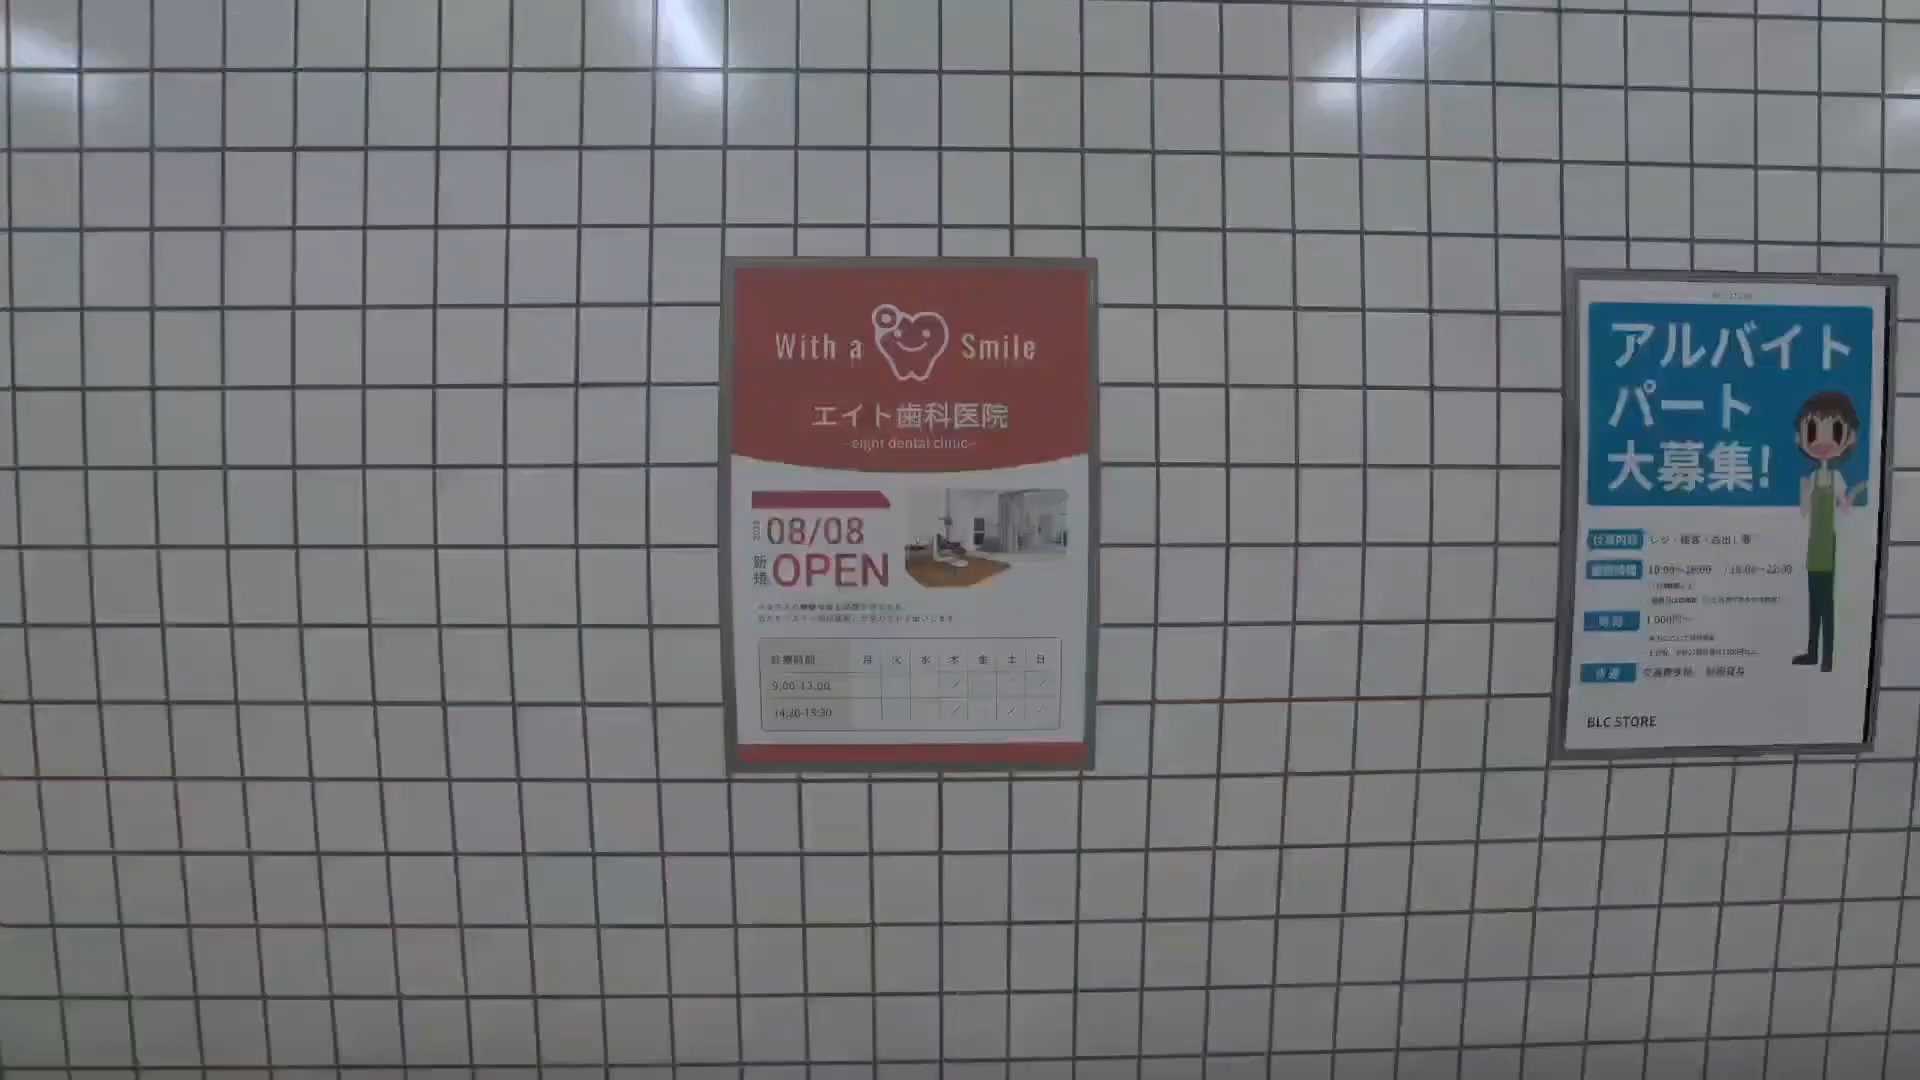 With a Smile
エイト歯科医院
-eight dental clinic-
08/08
新規 OPEN
診療時間 月 火 水 木 金 土 日
9:00-13:00 ／ ／
14:30-18:30 ／ ／ ／
アルバイト
パート
大募集!
仕事内容 レジ・接客・品出し等
勤務時間 10:00～16:00 / 18:00～22:00
時給 1,000円～
待遇 交通費支給 制服貸与
BLC STORE